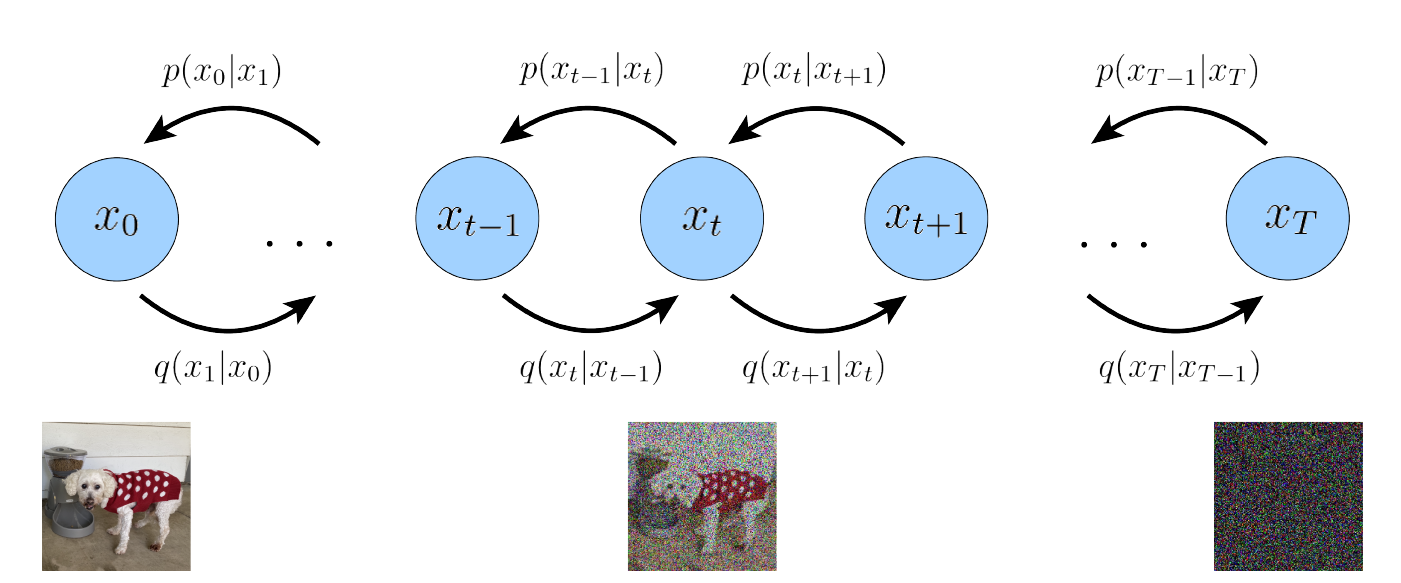 p(x_0|x_1) p(x_{t−1}|x_t) p(x_t|x_{t+1}) p(x_{T−1}|x_T)
x_0 . . . x_{t−1} x_t x_{t+1} . . . x_T
q(x_1|x_0) q(x_t|x_{t−1}) q(x_{t+1}|x_t) q(x_T|x_{T−1})